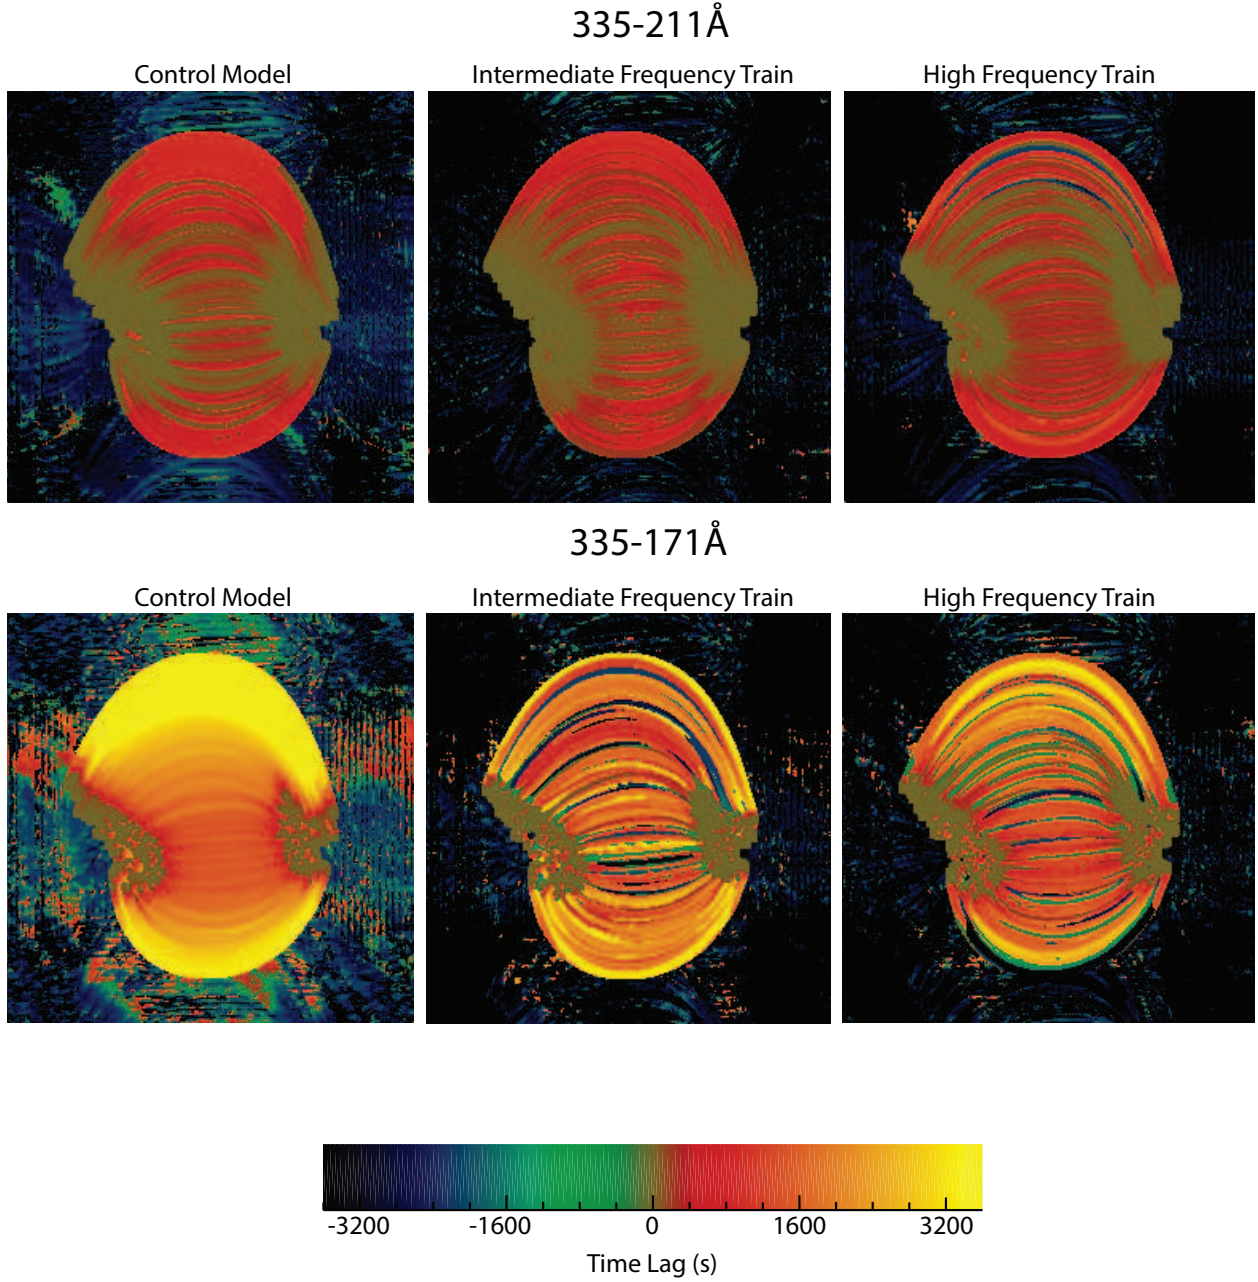 335-211Å
Control Model
Intermediate Frequency Train
High Frequency Train
335-171Å
Control Model
Intermediate Frequency Train
High Frequency Train
-3200
-1600
0
1600
3200
Time Lag (s)